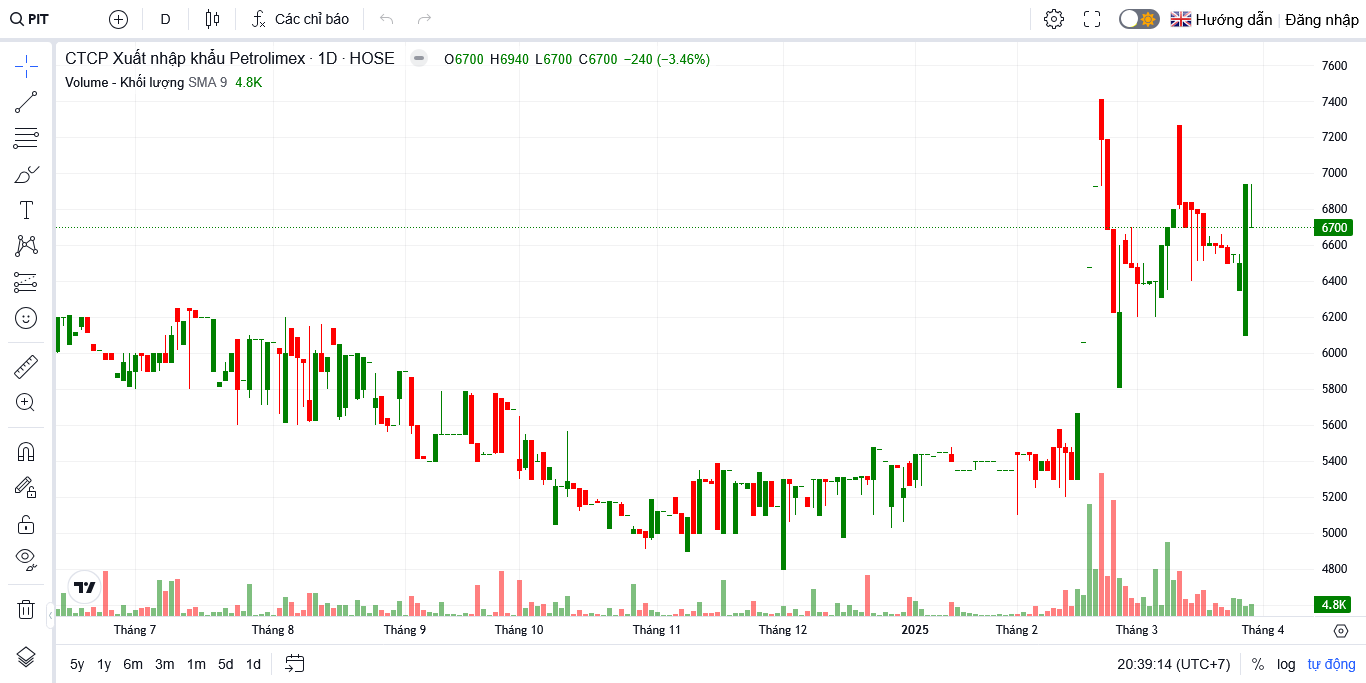 PIT D Các chỉ báo Hướng dẫn Đăng nhập
CTCP Xuất nhập khẩu Petrolimex · 1D · HOSE O6700 H6940 L6700 C6700 −240 (−3.46%)
Volume - Khối lượng SMA 9 4.8K
7600
7400
7200
7000
6800
6700
6600
6400
6200
6000
5800
5600
5400
5200
5000
4800
4.8K
Tháng 7 Tháng 8 Tháng 9 Tháng 10 Tháng 11 Tháng 12 2025 Tháng 2 Tháng 3 Tháng 4
5y 1y 6m 3m 1m 5d 1d 20:39:14 (UTC+7) % log tự động